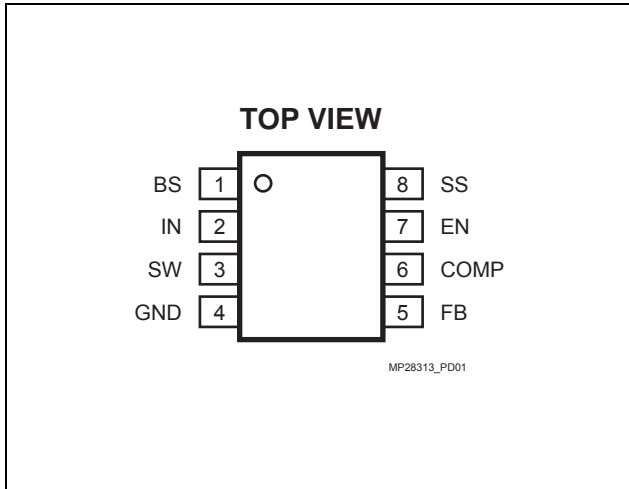 TOP VIEW
BS 1 8 SS
IN 2 7 EN
SW 3 6 COMP
GND 4 5 FB
MP28313_PD01